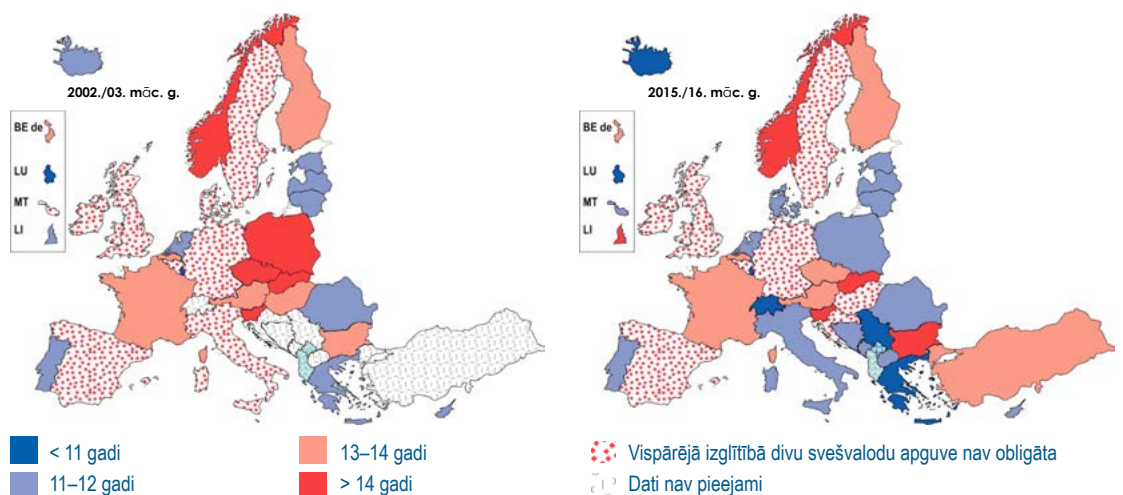 2002./03. māc. g.
BE de
LU
MT
LI
2015./16. māc. g.
BE de
LU
MT
LI
< 11 gadi
11–12 gadi
13–14 gadi
> 14 gadi
Vispārējā izglītībā divu svešvalodu apguve nav obligāta
Dati nav pieejami